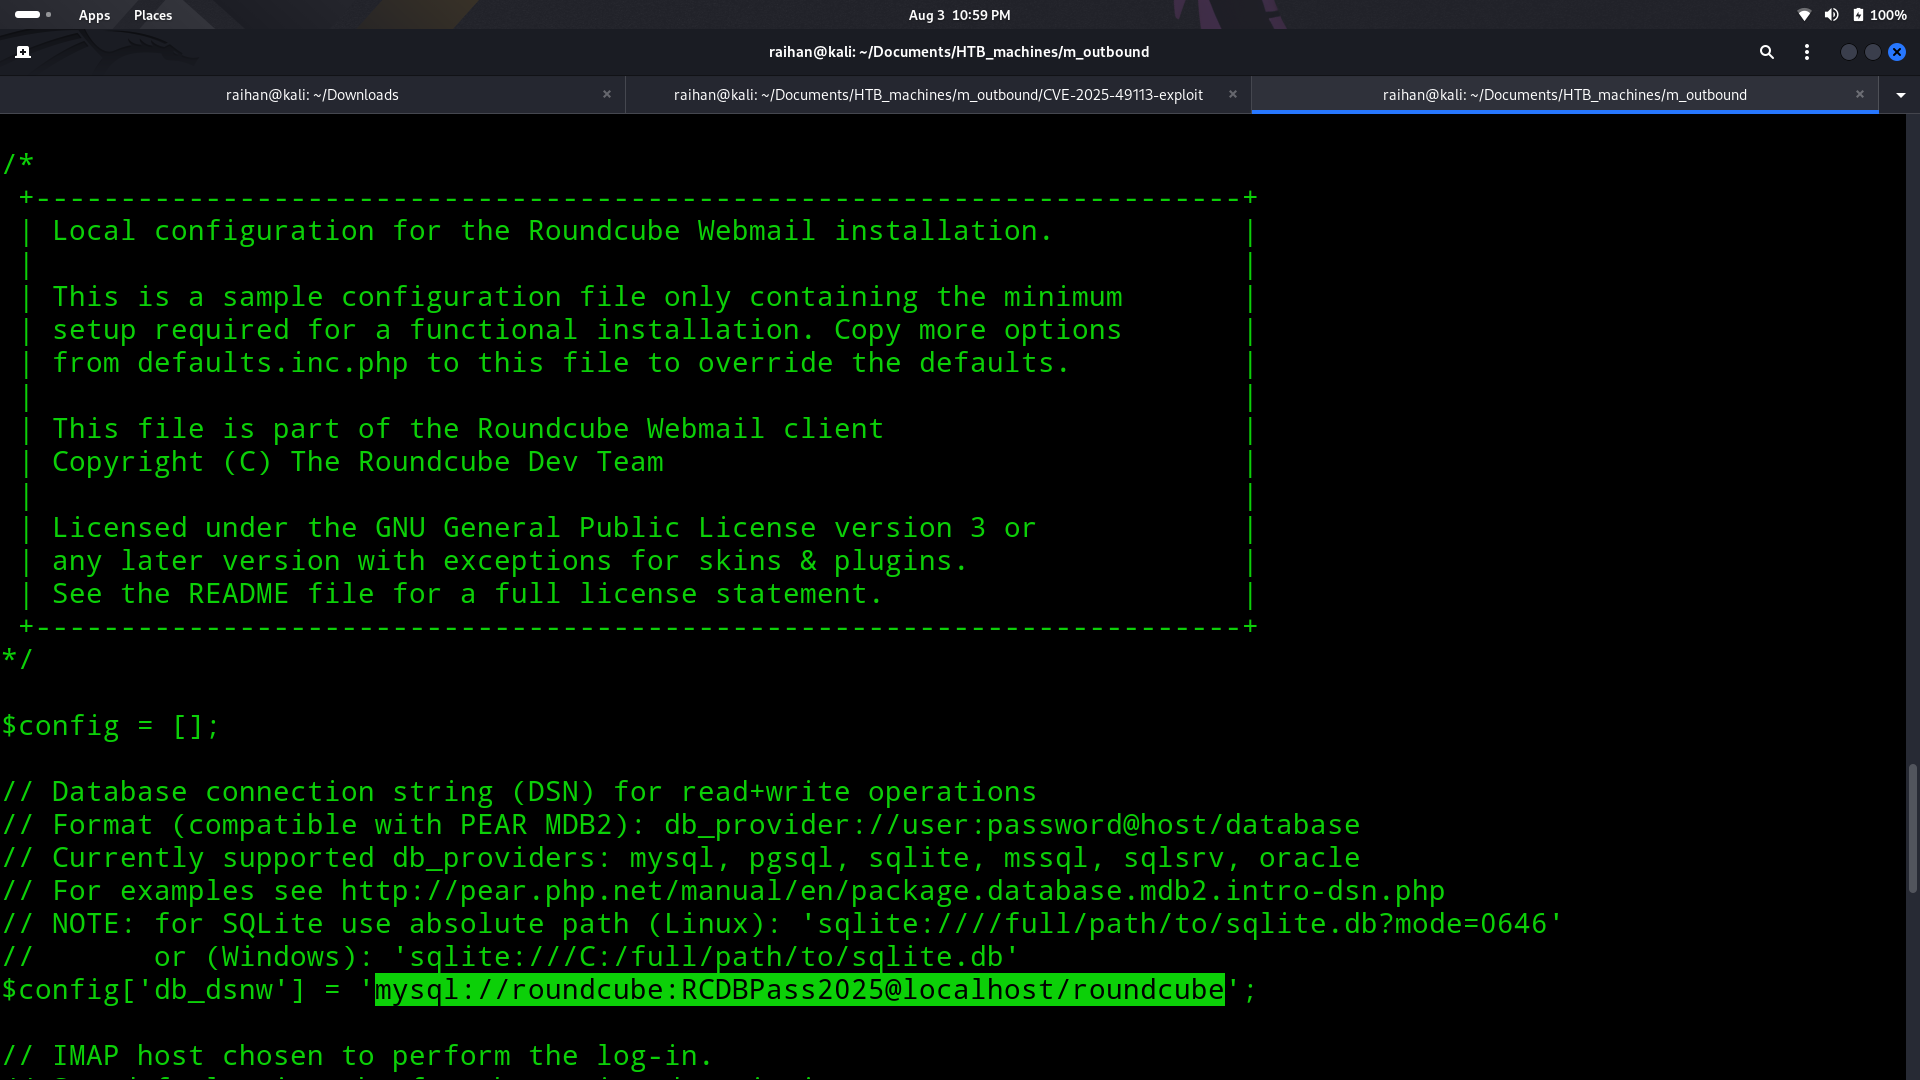 Apps Places Aug 3 10:59 PM 100%
raihan@kali: ~/Documents/HTB_machines/m_outbound
raihan@kali: ~/Downloads × raihan@kali: ~/Documents/HTB_machines/m_outbound/CVE-2025-49113-exploit × raihan@kali: ~/Documents/HTB_machines/m_outbound ×
/*
+-----------------------------------------------------------------------+
| Local configuration for the Roundcube Webmail installation. |
| |
| This is a sample configuration file only containing the minimum |
| setup required for a functional installation. Copy more options |
| from defaults.inc.php to this file to override the defaults. |
| |
| This file is part of the Roundcube Webmail client |
| Copyright (C) The Roundcube Dev Team |
| |
| Licensed under the GNU General Public License version 3 or |
| any later version with exceptions for skins & plugins. |
| See the README file for a full license statement. |
+-----------------------------------------------------------------------+
*/
$config = [];
// Database connection string (DSN) for read+write operations
// Format (compatible with PEAR MDB2): db_provider://user:password@host/database
// Currently supported db_providers: mysql, pgsql, sqlite, mssql, sqlsrv, oracle
// For examples see http://pear.php.net/manual/en/package.database.mdb2.intro-dsn.php
// NOTE: for SQLite use absolute path (Linux): 'sqlite:////full/path/to/sqlite.db?mode=0646'
// or (Windows): 'sqlite:///C:/full/path/to/sqlite.db'
$config['db_dsnw'] = 'mysql://roundcube:RCDBPass2025@localhost/roundcube';
// IMAP host chosen to perform the log-in.